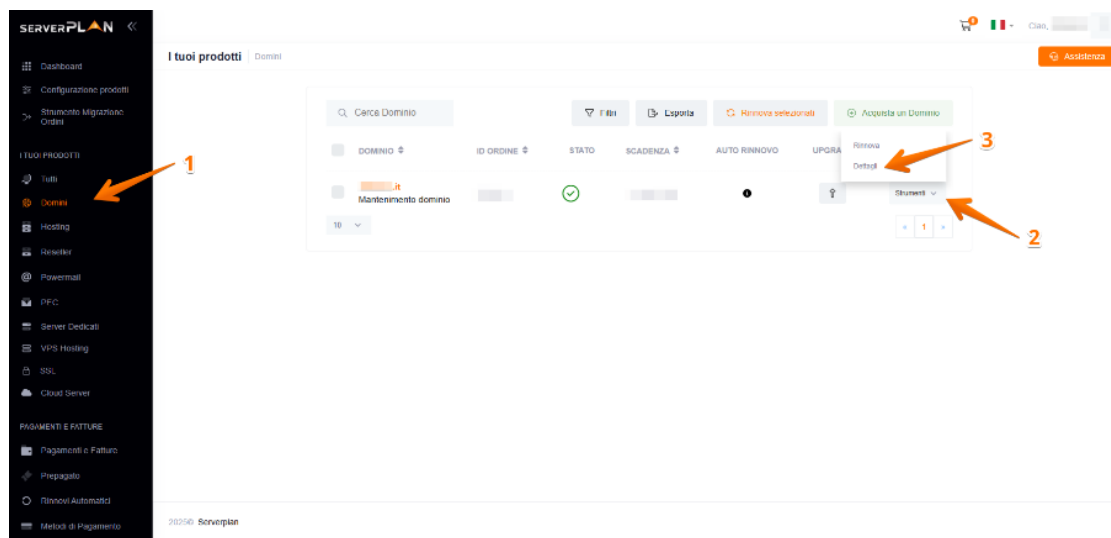 SERVERPLAN
Dashboard
Configurazione prodotti
Strumento Migrazione
Ordini
I TUOI PRODOTTI
Tutti
Domini
Hosting
Reseller
@ Powermail
PEC
Server Dedicati
VPS Hosting
SSL
Cloud Server
PAGAMENTI E FATTURE
Pagamenti e Fatture
Prepagato
Rinnovi Automatici
Metodi di Pagamento
0
Ciao,
I tuoi prodotti
Domini
Assistenza
Cerca Dominio
Filtri
Esporta
Rinnova selezionati
Acquista un Dominio
DOMINIO
ID ORDINE
STATO
SCADENZA
AUTO RINNOVO
UPGRA
Rinnova
Dettagli
.it
Mantenimento dominio
Strumenti
10
« 1 »
1
2
3
2025© Serverplan